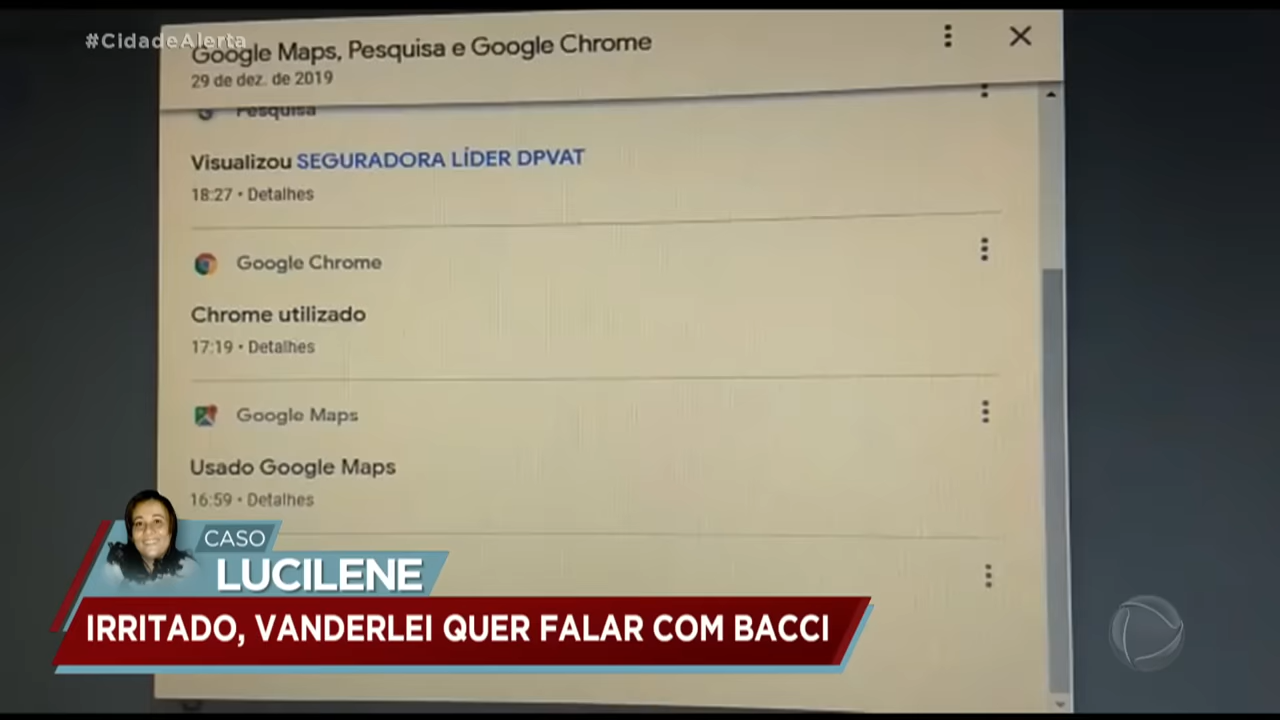 #CidadeAlerta
Google Maps, Pesquisa e Google Chrome
29 de dez. de 2019
Pesquisa
Visualizou SEGURADORA LÍDER DPVAT
18:27 • Detalhes
Google Chrome
Chrome utilizado
17:19 • Detalhes
Google Maps
Usado Google Maps
16:59 • Detalhes
CASO
LUCILENE
IRRITADO, VANDERLEI QUER FALAR COM BACCI